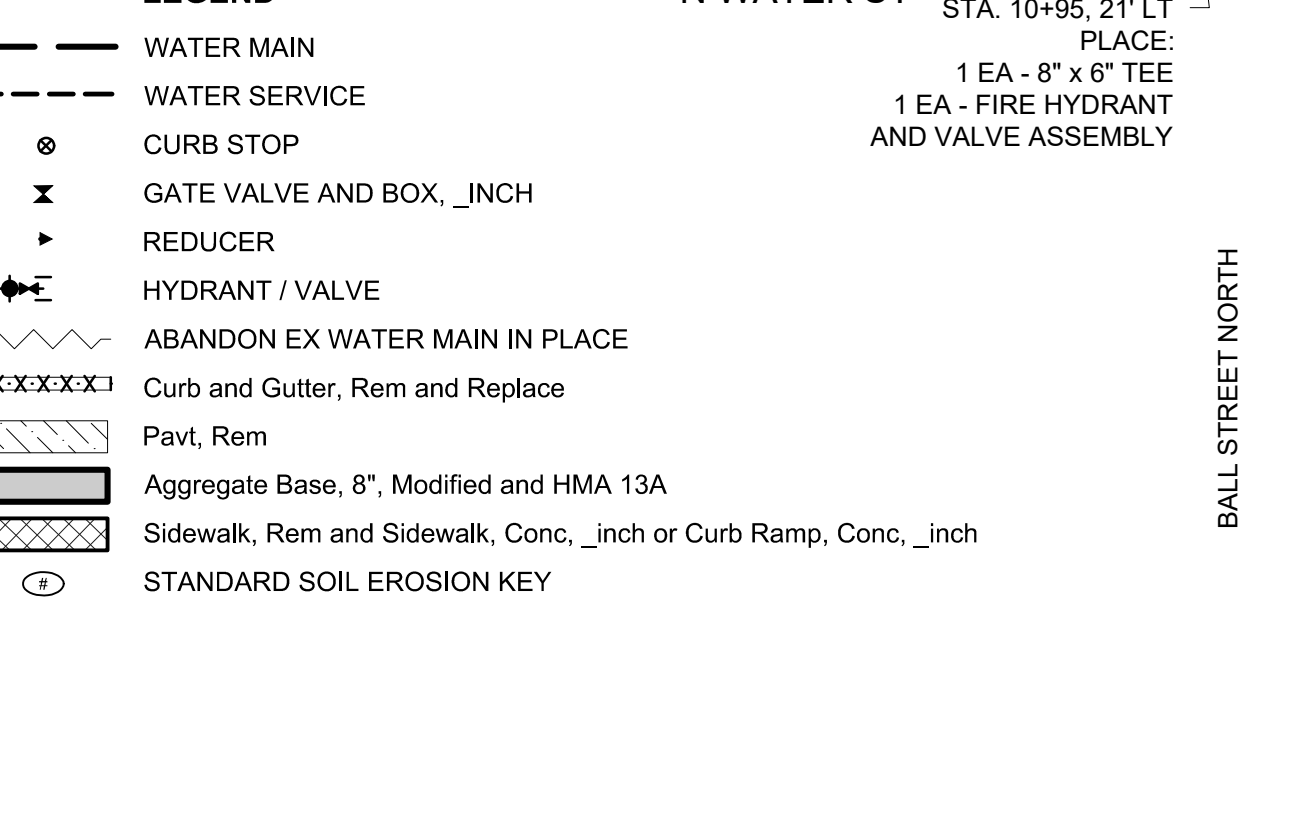 LEGEND
WATER MAIN
WATER SERVICE
CURB STOP
GATE VALVE AND BOX, _INCH
REDUCER
HYDRANT / VALVE
ABANDON EX WATER MAIN IN PLACE
X·X·X·X·X
Curb and Gutter, Rem and Replace
Pavt, Rem
Aggregate Base, 8", Modified and HMA 13A
Sidewalk, Rem and Sidewalk, Conc, _inch or Curb Ramp, Conc, _inch
#
STANDARD SOIL EROSION KEY
N WATER ST
STA. 10+95, 21' LT
PLACE:
1 EA - 8" x 6" TEE
1 EA - FIRE HYDRANT
AND VALVE ASSEMBLY
BALL STREET NORTH